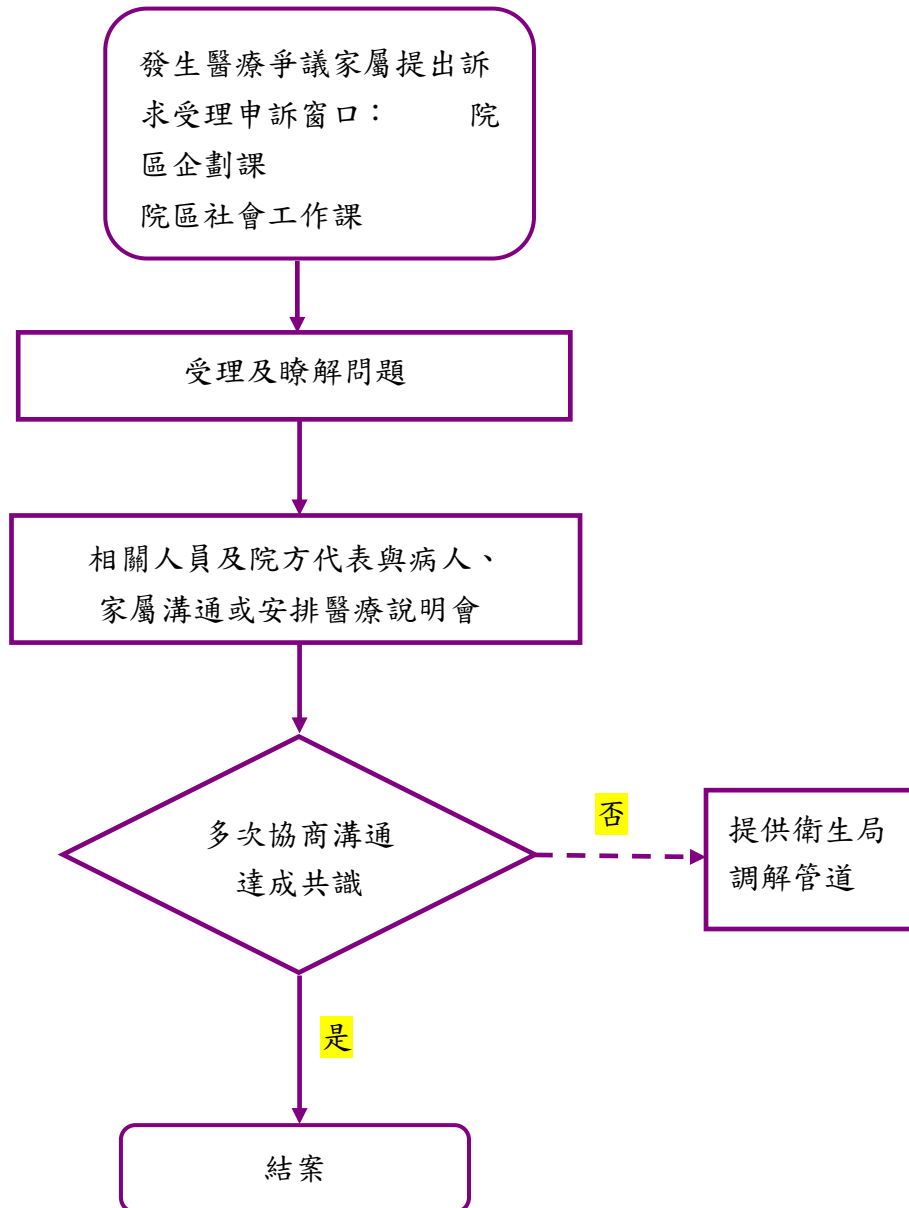 發生醫療爭議家屬提出訴
求受理申訴窗口： 院
區企劃課
院區社會工作課
受理及瞭解問題
相關人員及院方代表與病人、
家屬溝通或安排醫療說明會
多次協商溝通
達成共識
否
提供衛生局
調解管道
是
結案